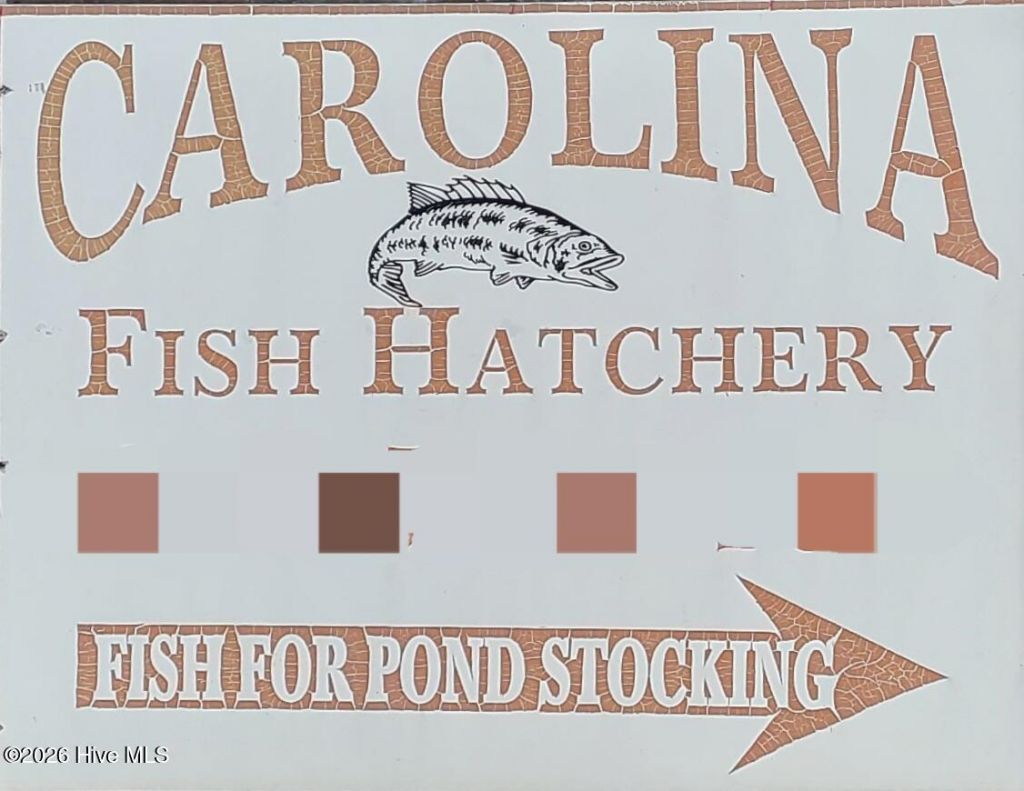 CAROLINA
FISH HATCHERY
FISH FOR POND STOCKING
©2026 Hive MLS